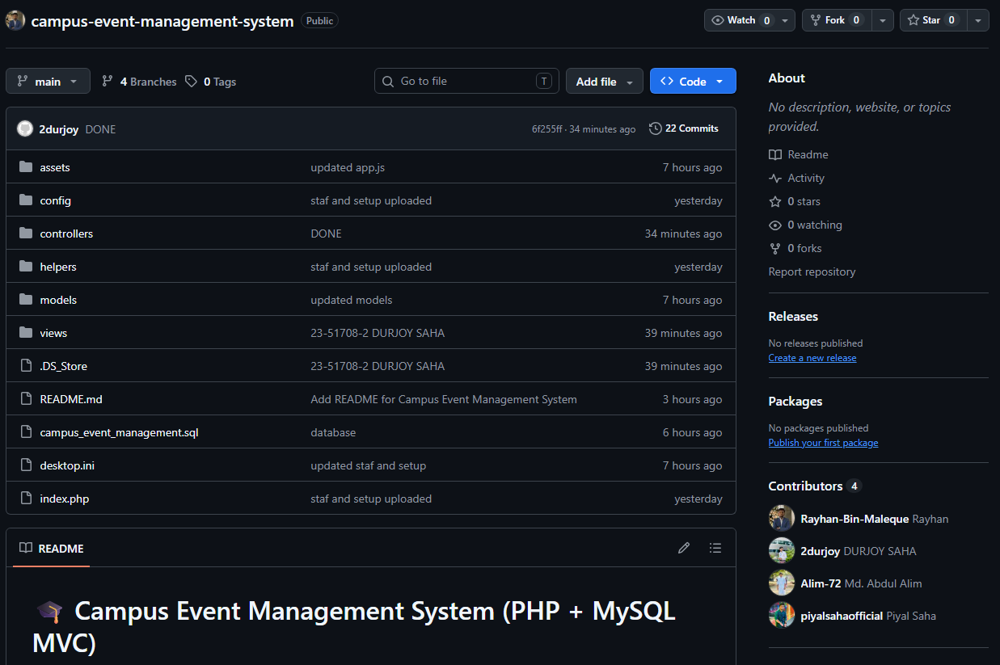 campus-event-management-system Public
Watch 0 Fork 0 Star 0
main 4 Branches 0 Tags Go to file T Add file Code
2durjoy DONE 6f255ff · 34 minutes ago 22 Commits
assets updated app.js 7 hours ago
config staf and setup uploaded yesterday
controllers DONE 34 minutes ago
helpers staf and setup uploaded yesterday
models updated models 7 hours ago
views 23-51708-2 DURJOY SAHA 39 minutes ago
.DS_Store 23-51708-2 DURJOY SAHA 39 minutes ago
README.md Add README for Campus Event Management System 3 hours ago
campus_event_management.sql database 6 hours ago
desktop.ini updated staf and setup 7 hours ago
index.php staf and setup uploaded yesterday
README
Campus Event Management System (PHP + MySQL
MVC)
About
No description, website, or topics
provided.
Readme
Activity
0 stars
0 watching
0 forks
Report repository
Releases
No releases published
Create a new release
Packages
No packages published
Publish your first package
Contributors 4
Rayhan-Bin-Maleque Rayhan
2durjoy DURJOY SAHA
Alim-72 Md. Abdul Alim
piyalsahaofficial Piyal Saha